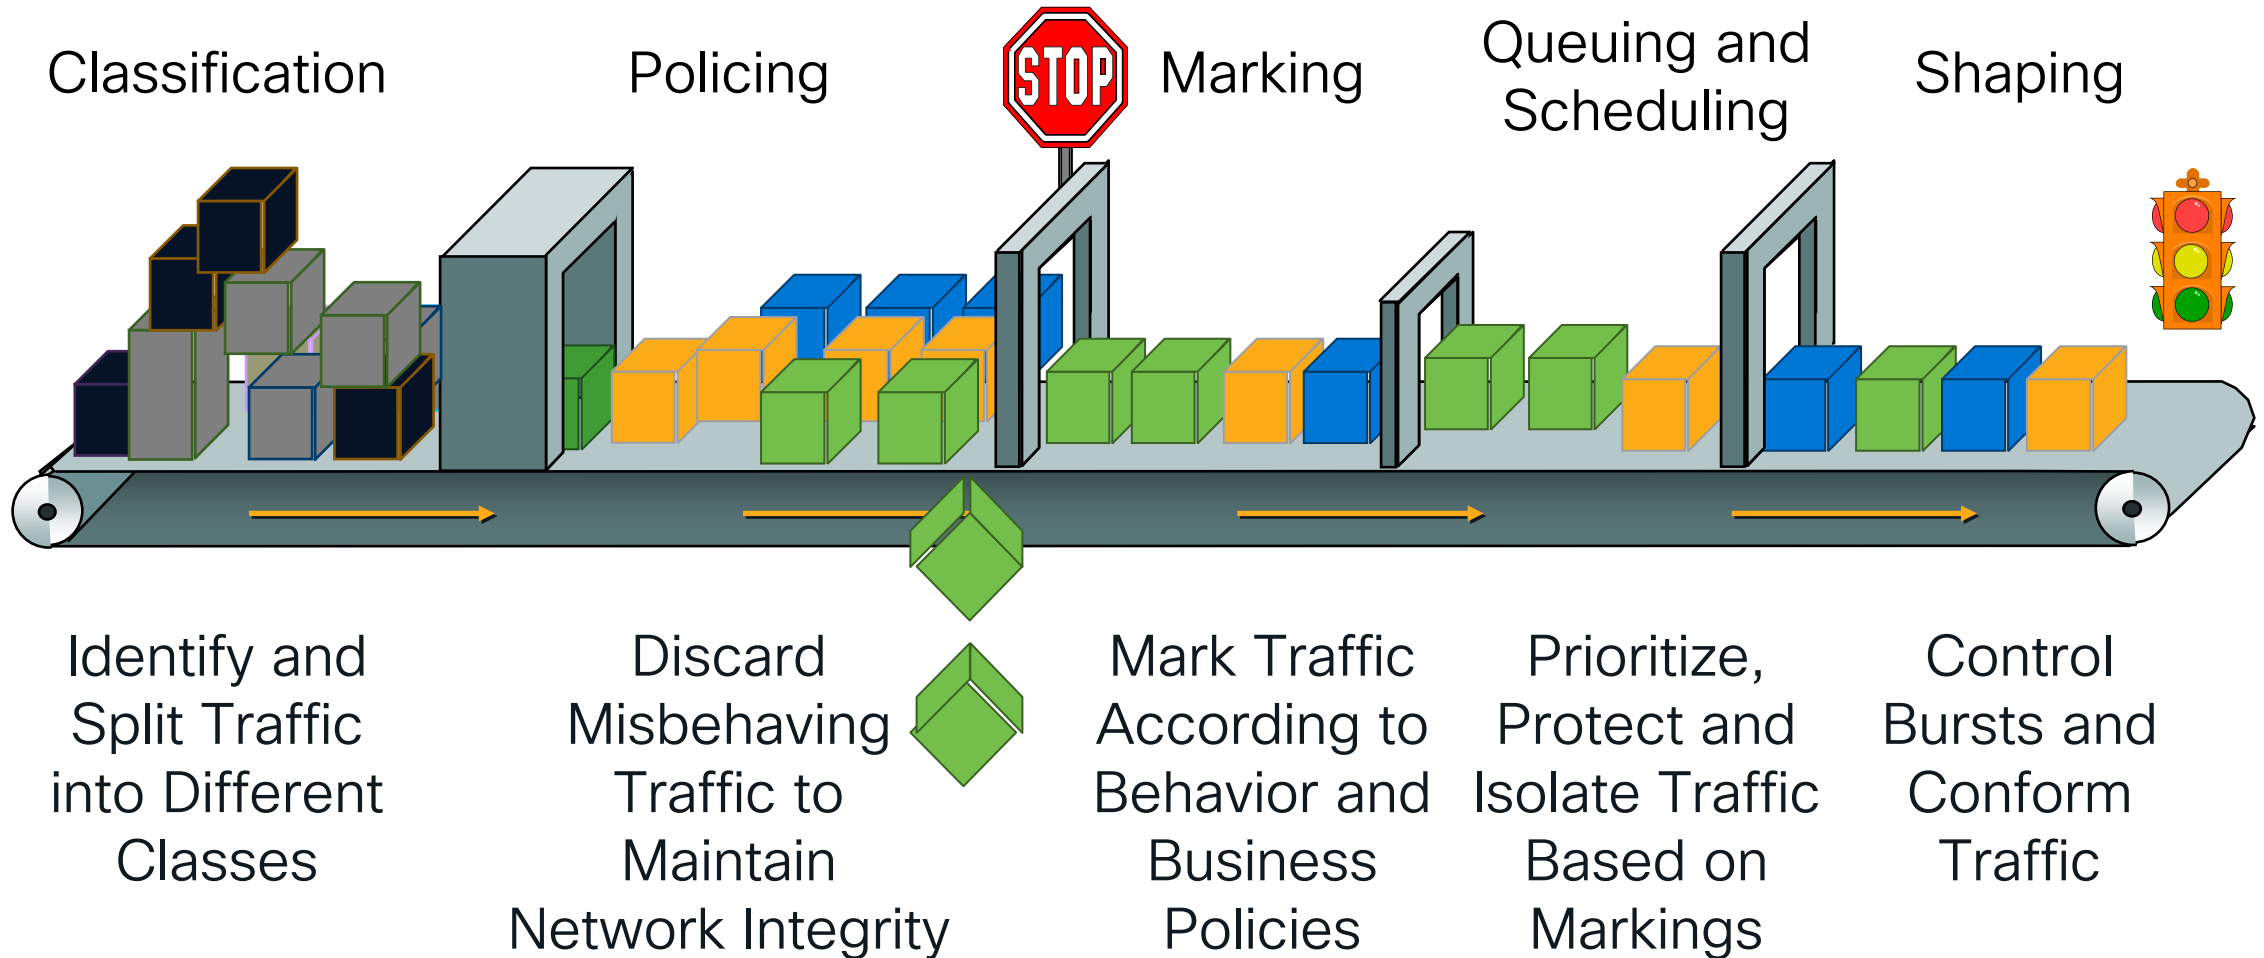 Classification
Policing
STOP
Marking
Queuing and
Scheduling
Shaping
Identify and
Split Traffic
into Different
Classes
Discard
Misbehaving
Traffic to
Maintain
Network Integrity
Mark Traffic
According to
Behavior and
Business
Policies
Prioritize,
Protect and
Isolate Traffic
Based on
Markings
Control
Bursts and
Conform
Traffic